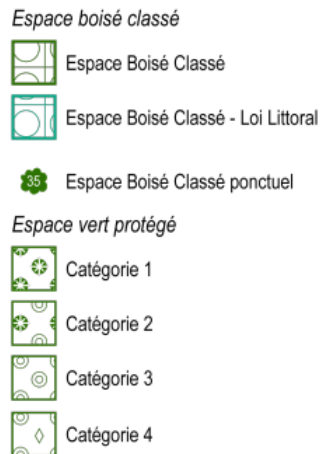 Espace boisé classé
Espace Boisé Classé
Espace Boisé Classé - Loi Littoral
35 Espace Boisé Classé ponctuel
Espace vert protégé
Catégorie 1
Catégorie 2
Catégorie 3
Catégorie 4